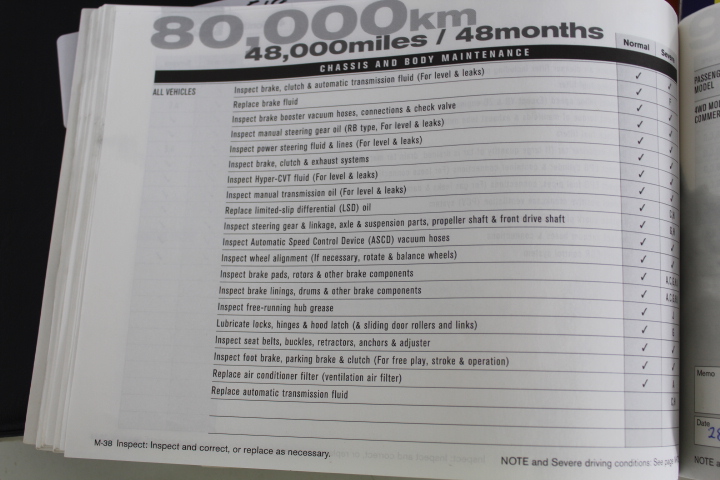 80,000km
48,000miles / 48months
Normal
CHASSIS AND BODY MAINTENANCE
ALL VEHICLES
Inspect brake, clutch & automatic transmission fluid (For level & leaks) ✓ ✓
Replace brake fluid ✓
Inspect brake booster vacuum hoses, connections & check valve ✓ ✓
Inspect manual steering gear oil (RB type, For level & leaks) ✓ ✓
Inspect power steering fluid & lines (For level & leaks) ✓ ✓
Inspect brake, clutch & exhaust systems ✓ ✓
Inspect Hyper-CVT fluid (For level & leaks) ✓ ✓
Inspect manual transmission oil (For level & leaks) ✓ ✓
Replace limited-slip differential (LSD) oil ✓
Inspect steering gear & linkage, axle & suspension parts, propeller shaft & front drive shaft ✓
Inspect Automatic Speed Control Device (ASCD) vacuum hoses ✓ ✓
Inspect wheel alignment (If necessary, rotate & balance wheels) ✓ ✓
Inspect brake pads, rotors & other brake components ✓
Inspect brake linings, drums & other brake components ✓
Inspect free-running hub grease ✓
Lubricate locks, hinges & hood latch (& sliding door rollers and links) ✓
Inspect seat belts, buckles, retractors, anchors & adjuster ✓ ✓
Inspect foot brake, parking brake & clutch (For free play, stroke & operation) ✓ ✓
Replace air conditioner filter (ventilation air filter) ✓
Replace automatic transmission fluid
M-38 Inspect: Inspect and correct, or replace as necessary.
NOTE and Severe driving conditions: See
MODEL
4WD
Memo
Date
28
NOTE